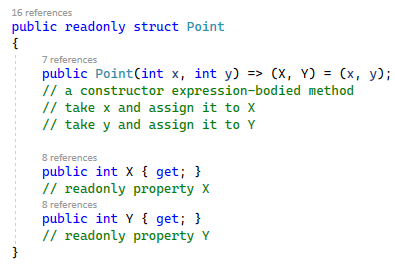 16 references
public readonly struct Point
{
7 references
public Point(int x, int y) => (X, Y) = (x, y);
// a constructor expression-bodied method
// take x and assign it to X
// take y and assign it to Y
8 references
public int X { get; }
// readonly property X
8 references
public int Y { get; }
// readonly property Y
}